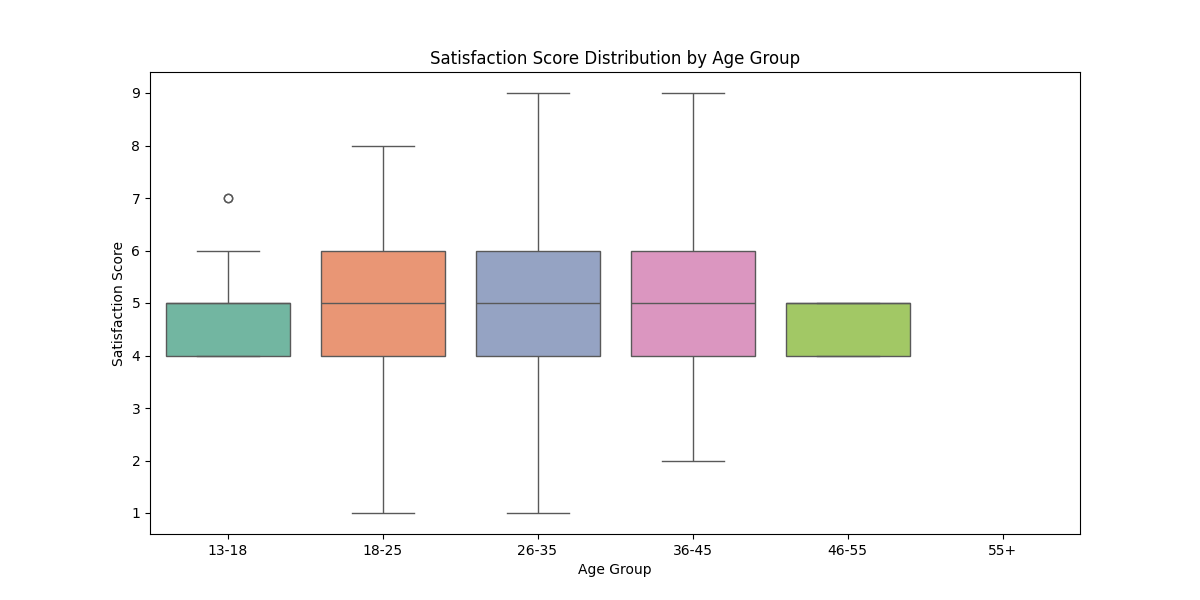 Satisfaction Score Distribution by Age Group
9
8
7
6
5
4
3
2
1
Satisfaction Score
13-18 18-25 26-35 36-45 46-55 55+
Age Group